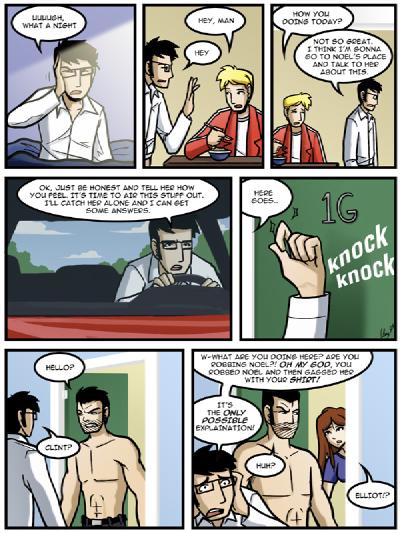 UUUUGH,
WHAT A NIGHT
HEY, MAN
HEY
HOW YOU
DOING TODAY?
NOT SO GREAT.
I THINK I'M GONNA
GO TO NOEL'S PLACE
AND TALK TO HER
ABOUT THIS.
OK, JUST BE HONEST AND TELL HER HOW
YOU FEEL. IT'S TIME TO AIR THIS STUFF OUT.
I'LL CATCH HER ALONE AND I CAN GET
SOME ANSWERS.
HERE
GOES...
1G
KNOCK
KNOCK
HELLO?
CLINT?
W-WHAT ARE YOU DOING HERE? ARE YOU
ROBBING NOEL?! OH MY GOD, YOU
ROBBED NOEL AND THEN GAGGED HER
WITH YOUR SHIRT!
IT'S
THE ONLY
POSSIBLE
EXPLAINATION!
HUH?
ELLIOT!?